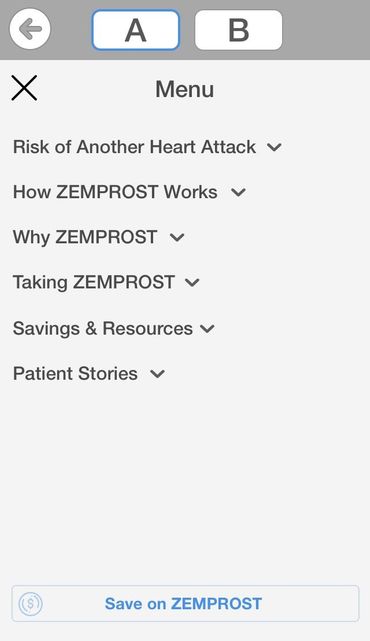 A B
Menu
Risk of Another Heart Attack
How ZEMPROST Works
Why ZEMPROST
Taking ZEMPROST
Savings & Resources
Patient Stories
$ Save on ZEMPROST